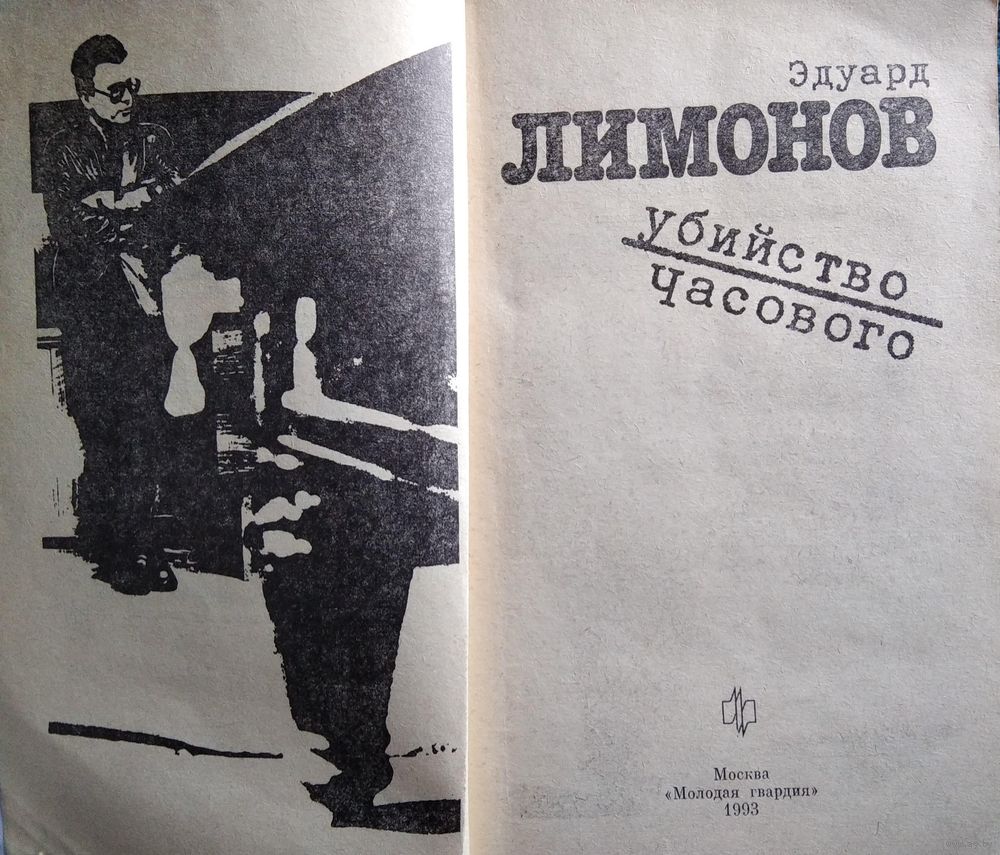 Эдуард
ЛИМОНОВ
убийство
часового
Москва
«Молодая гвардия»
1993